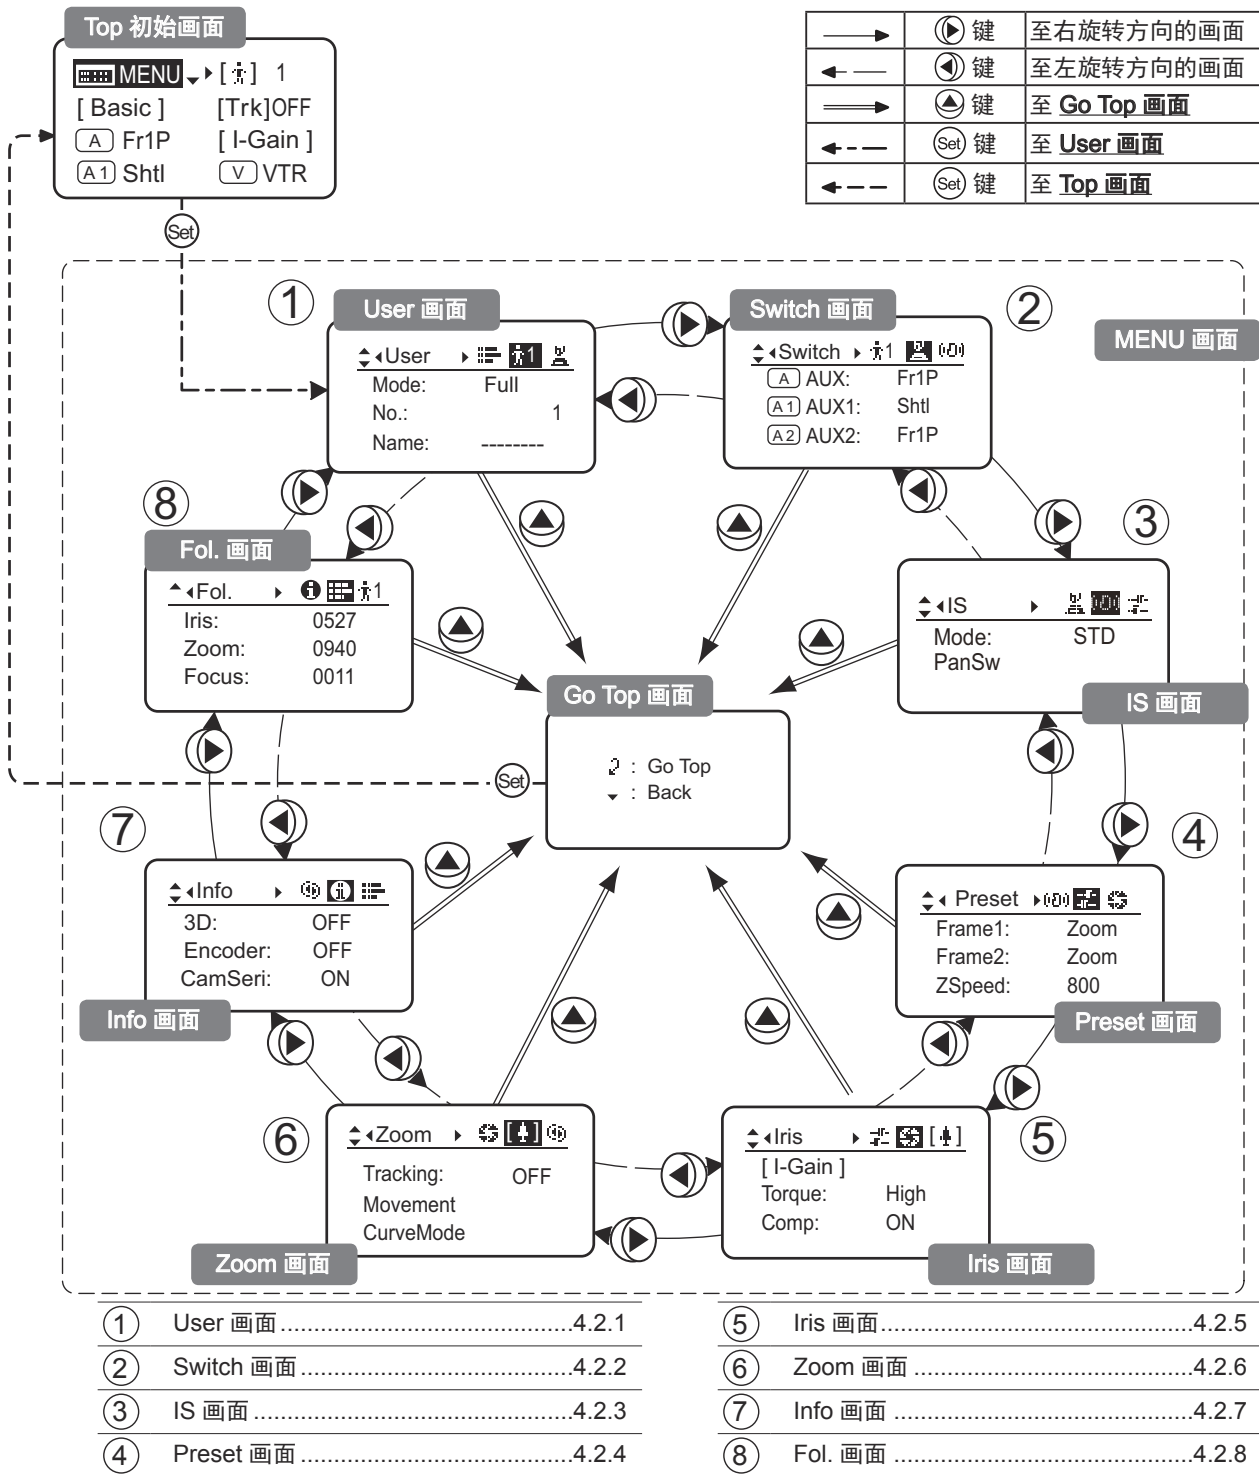 Top 初始画面
MENU [ ] 1
[ Basic ] [Trk]OFF
A Fr1P [ I-Gain ]
A1 Shtl V VTR
Set
键 至右旋转方向的画面
键 至左旋转方向的画面
键 至 Go Top 画面
Set 键 至 User 画面
Set 键 至 Top 画面
MENU 画面
① User 画面
User 1
Mode: Full
No.: 1
Name: --------
Switch 画面 ②
Switch 1
A AUX: Fr1P
A1 AUX1: Shtl
A2 AUX2: Fr1P
③
IS
Mode: STD
PanSw
IS 画面
⑧
Fol. 画面
Fol. 1
Iris: 0527
Zoom: 0940
Focus: 0011
Go Top 画面
: Go Top
: Back
Set
④
Preset
Frame1: Zoom
Frame2: Zoom
ZSpeed: 800
Preset 画面
⑦
Info
3D: OFF
Encoder: OFF
CamSeri: ON
Info 画面
⑥
Zoom [ ]
Tracking: OFF
Movement
CurveMode
Zoom 画面
⑤
Iris [ ]
[ I-Gain ]
Torque: High
Comp: ON
Iris 画面
① User 画面............................................4.2.1
② Switch 画面.........................................4.2.2
③ IS 画面................................................4.2.3
④ Preset 画面.........................................4.2.4
⑤ Iris 画面..............................................4.2.5
⑥ Zoom 画面..........................................4.2.6
⑦ Info 画面.............................................4.2.7
⑧ Fol. 画面.............................................4.2.8